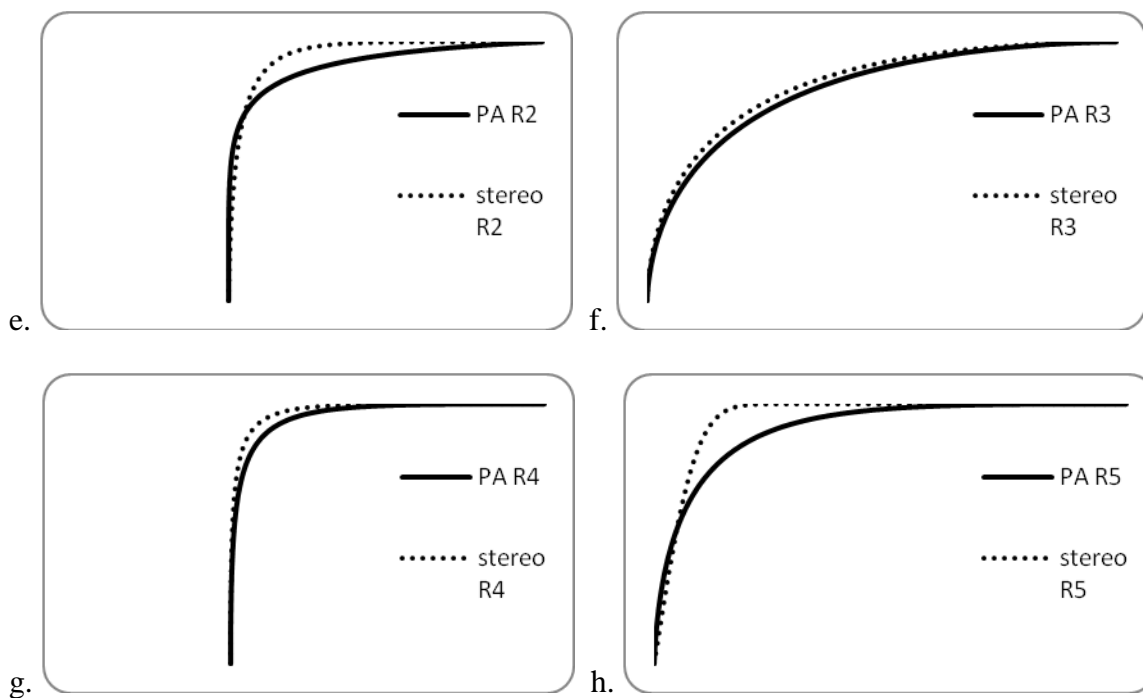 PA R2
stereo
R2
e.
PA R3
stereo
R3
f.
PA R4
stereo
R4
g.
PA R5
stereo
R5
h.